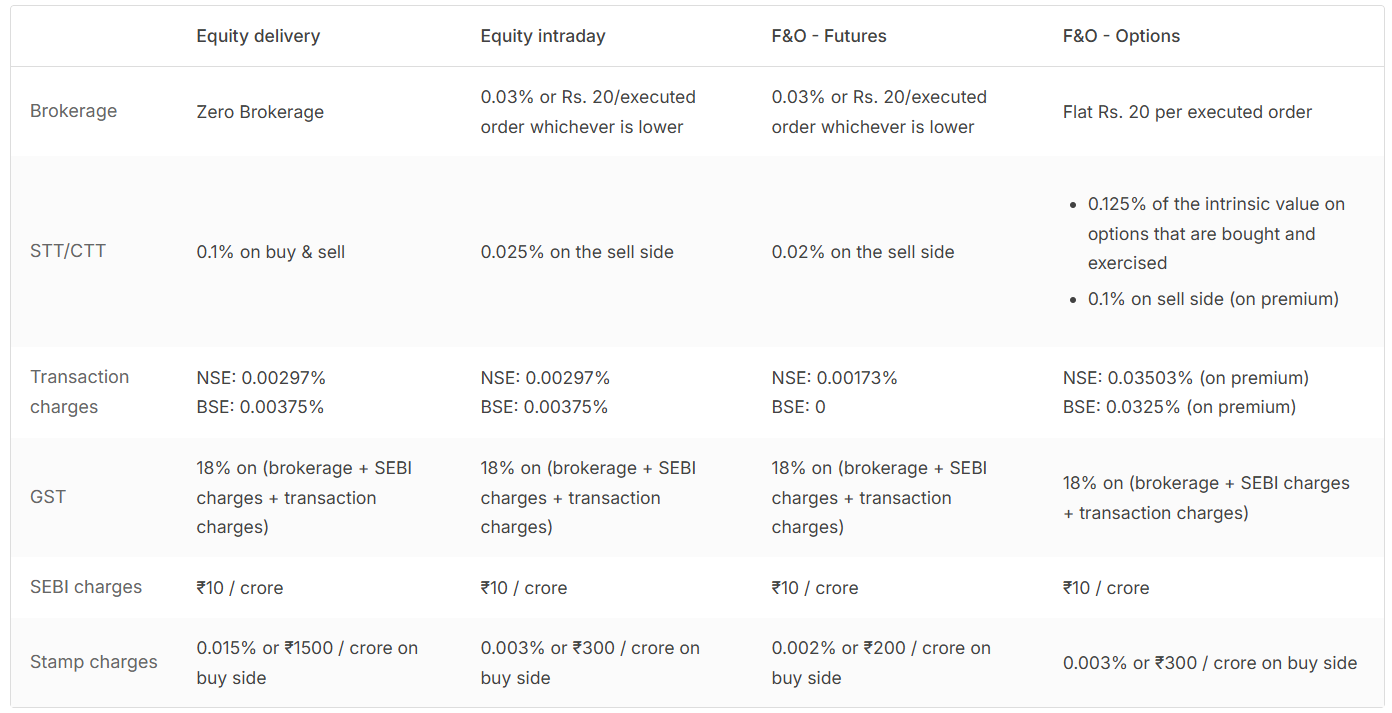 Equity delivery Equity intraday F&O - Futures F&O - Options
Brokerage
Zero Brokerage
0.03% or Rs. 20/executed
order whichever is lower
0.03% or Rs. 20/executed
order whichever is lower
Flat Rs. 20 per executed order
STT/CTT
0.1% on buy & sell
0.025% on the sell side
0.02% on the sell side
• 0.125% of the intrinsic value on
options that are bought and
exercised
• 0.1% on sell side (on premium)
Transaction
charges
NSE: 0.00297%
BSE: 0.00375%
NSE: 0.00297%
BSE: 0.00375%
NSE: 0.00173%
BSE: 0
NSE: 0.03503% (on premium)
BSE: 0.0325% (on premium)
GST
18% on (brokerage + SEBI
charges + transaction
charges)
18% on (brokerage + SEBI
charges + transaction
charges)
18% on (brokerage + SEBI
charges + transaction
charges)
18% on (brokerage + SEBI charges
+ transaction charges)
SEBI charges
₹10 / crore
₹10 / crore
₹10 / crore
₹10 / crore
Stamp charges
0.015% or ₹1500 / crore on
buy side
0.003% or ₹300 / crore on
buy side
0.002% or ₹200 / crore on
buy side
0.003% or ₹300 / crore on buy side